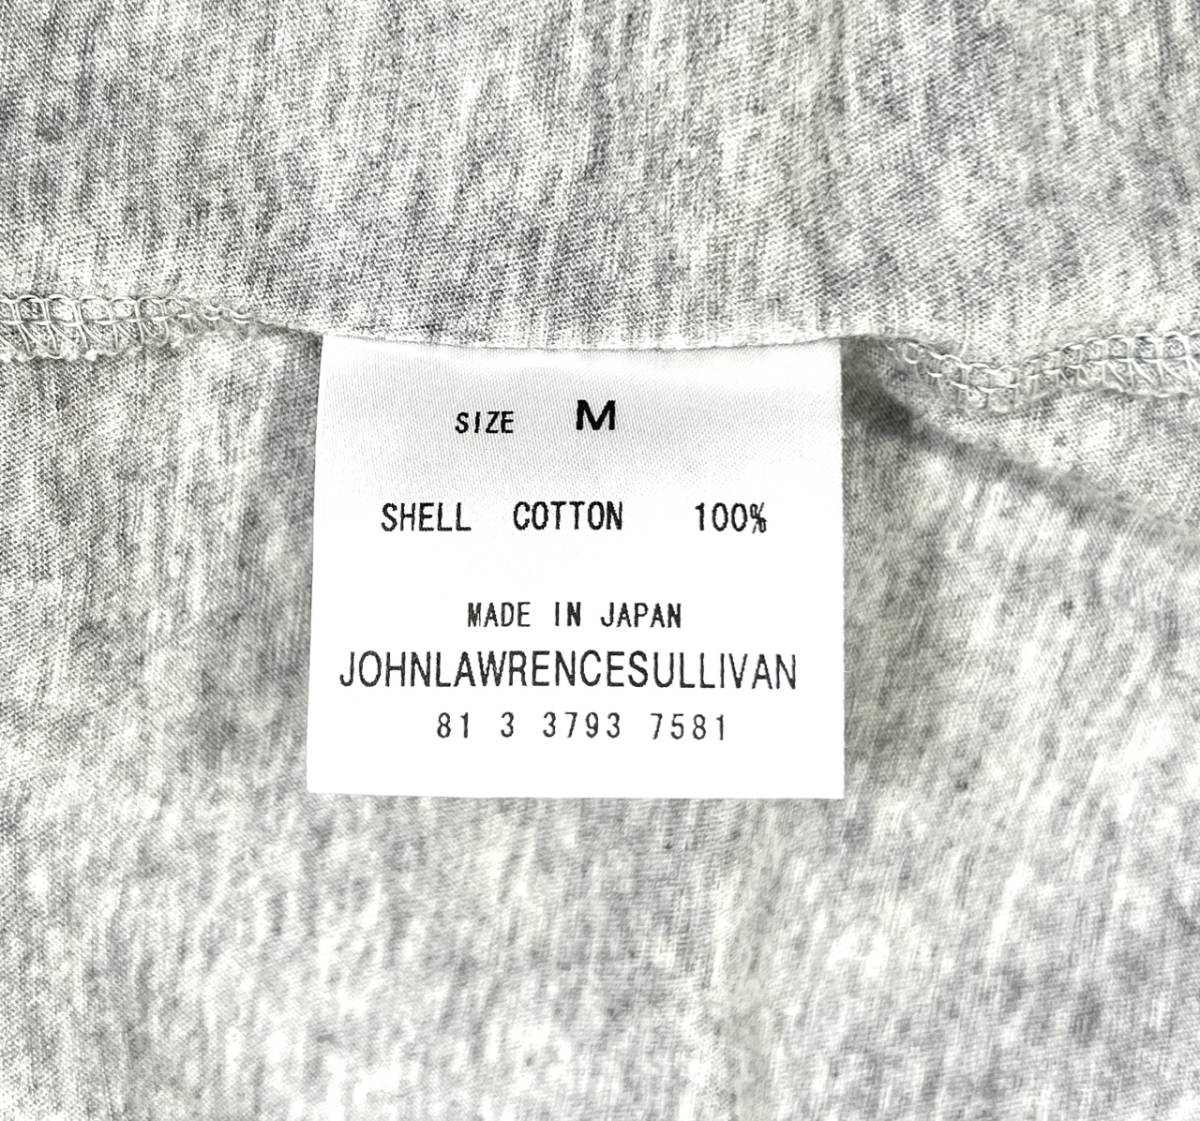 SIZE M
SHELL COTTON 100%
MADE IN JAPAN
JOHNLAWRENCESULLIVAN
81 3 3793 7581